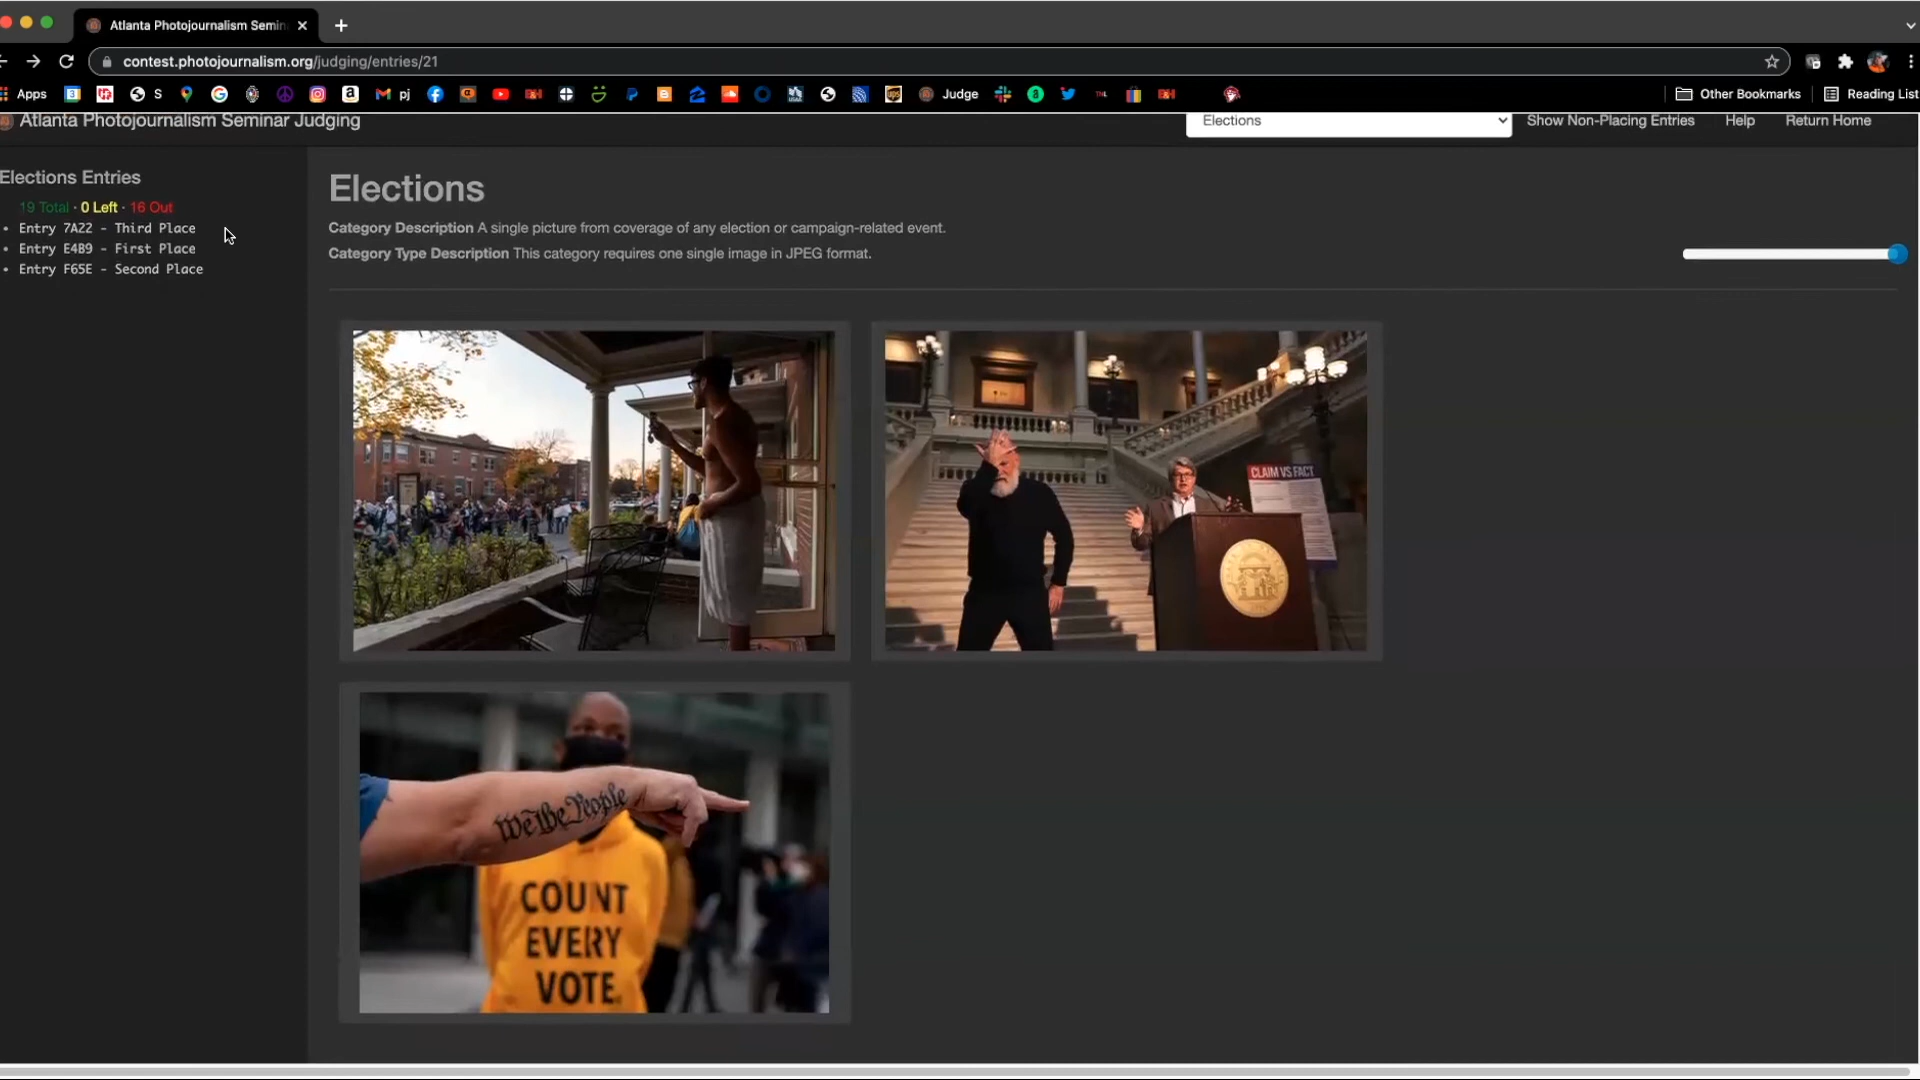 Atlanta Photojournalism Semin
contest.photojournalism.org/judging/entries/21
Apps
S
pj
Judge
Other Bookmarks
Reading List
Atlanta Photojournalism Seminar Judging
Elections
Show Non-Placing Entries
Help
Return Home
Elections Entries
19 Total · 0 Left · 16 Out
• Entry 7A22 - Third Place
• Entry E4B9 - First Place
• Entry F65E - Second Place
Elections
Category Description A single picture from coverage of any election or campaign-related event.
Category Type Description This category requires one single image in JPEG format.
CLAIM VS FACT
We the People
COUNT
EVERY
VOTE.